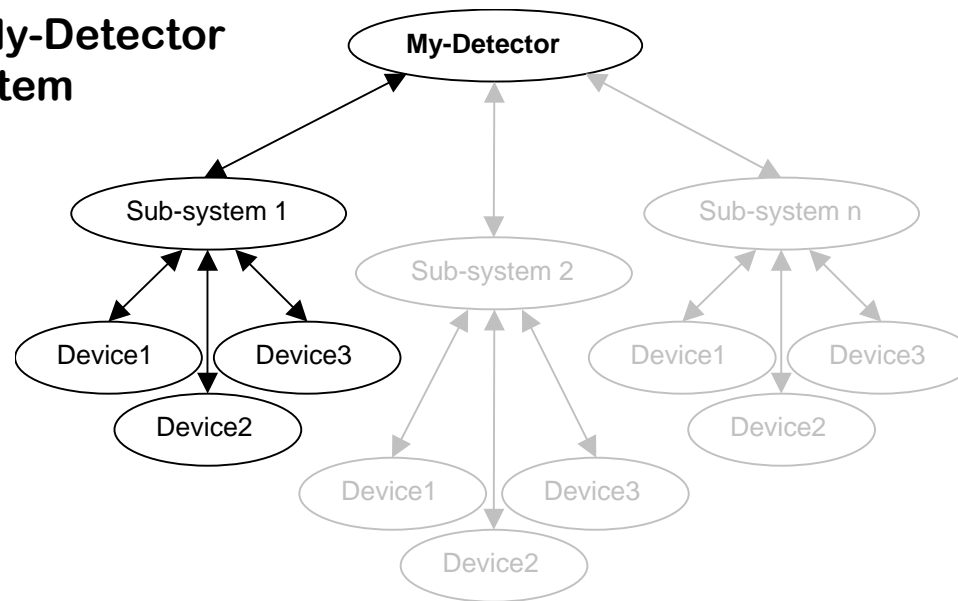 ly-Detector
tem
My-Detector
Sub-system 1
Sub-system n
Sub-system 2
Device1
Device3
Device1
Device3
Device2
Device2
Device1
Device3
Device2